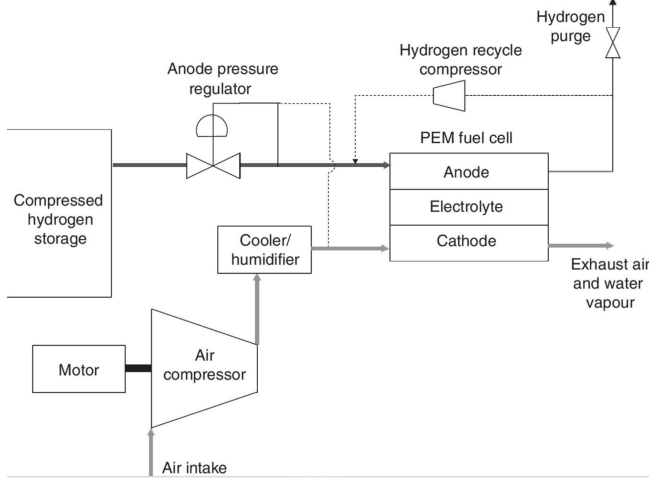 Hydrogen
purge
Hydrogen recycle
compressor
Anode pressure
regulator
PEM fuel cell
Anode
Compressed
hydrogen
storage
Electrolyte
Cooler/
humidifier
Cathode
Exhaust air
and water
vapour
Motor
Air
compressor
Air intake